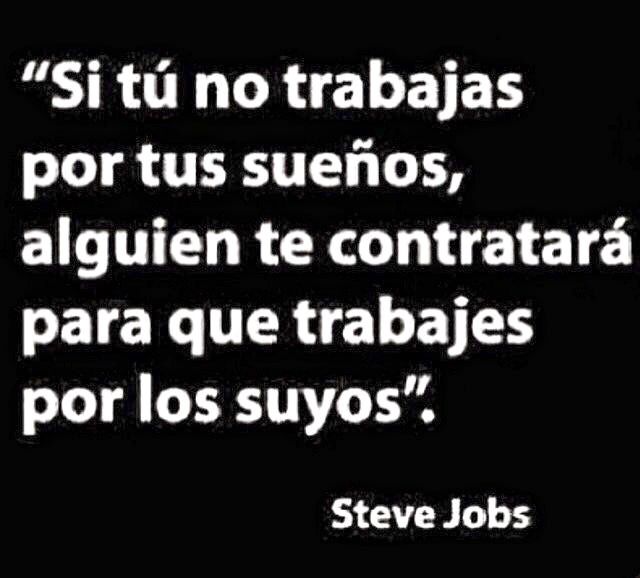 “Si tú no trabajas
por tus sueños,
alguien te contratará
para que trabajes
por los suyos”.
Steve Jobs